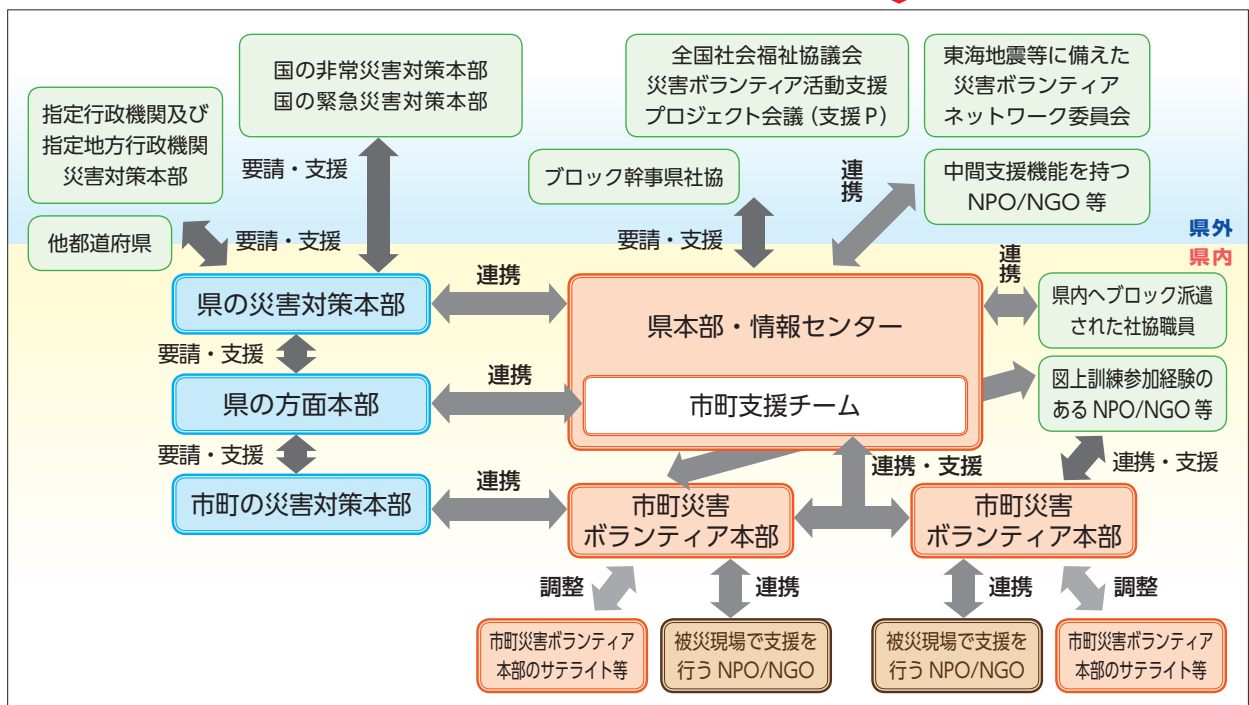 国の非常災害対策本部
国の緊急災害対策本部
全国社会福祉協議会
災害ボランティア活動支援
プロジェクト会議（支援P）
東海地震等に備えた
災害ボランティア
ネットワーク委員会
指定行政機関及び
指定地方行政機関
災害対策本部
要請・支援
ブロック幹事県社協
連携
中間支援機能を持つ
NPO/NGO 等
他都道府県
要請・支援
要請・支援
県外
県内
県の災害対策本部
連携
県本部・情報センター
連携
県内へブロック派遣
された社協職員
要請・支援
県の方面本部
連携
市町支援チーム
図上訓練参加経験の
ある NPO/NGO 等
要請・支援
連携・支援
連携・支援
市町の災害対策本部
連携
市町災害
ボランティア本部
市町災害
ボランティア本部
調整
連携
連携
調整
市町災害ボランティア
本部のサテライト等
被災現場で支援を
行う NPO/NGO
被災現場で支援を
行う NPO/NGO
市町災害ボランティア
本部のサテライト等